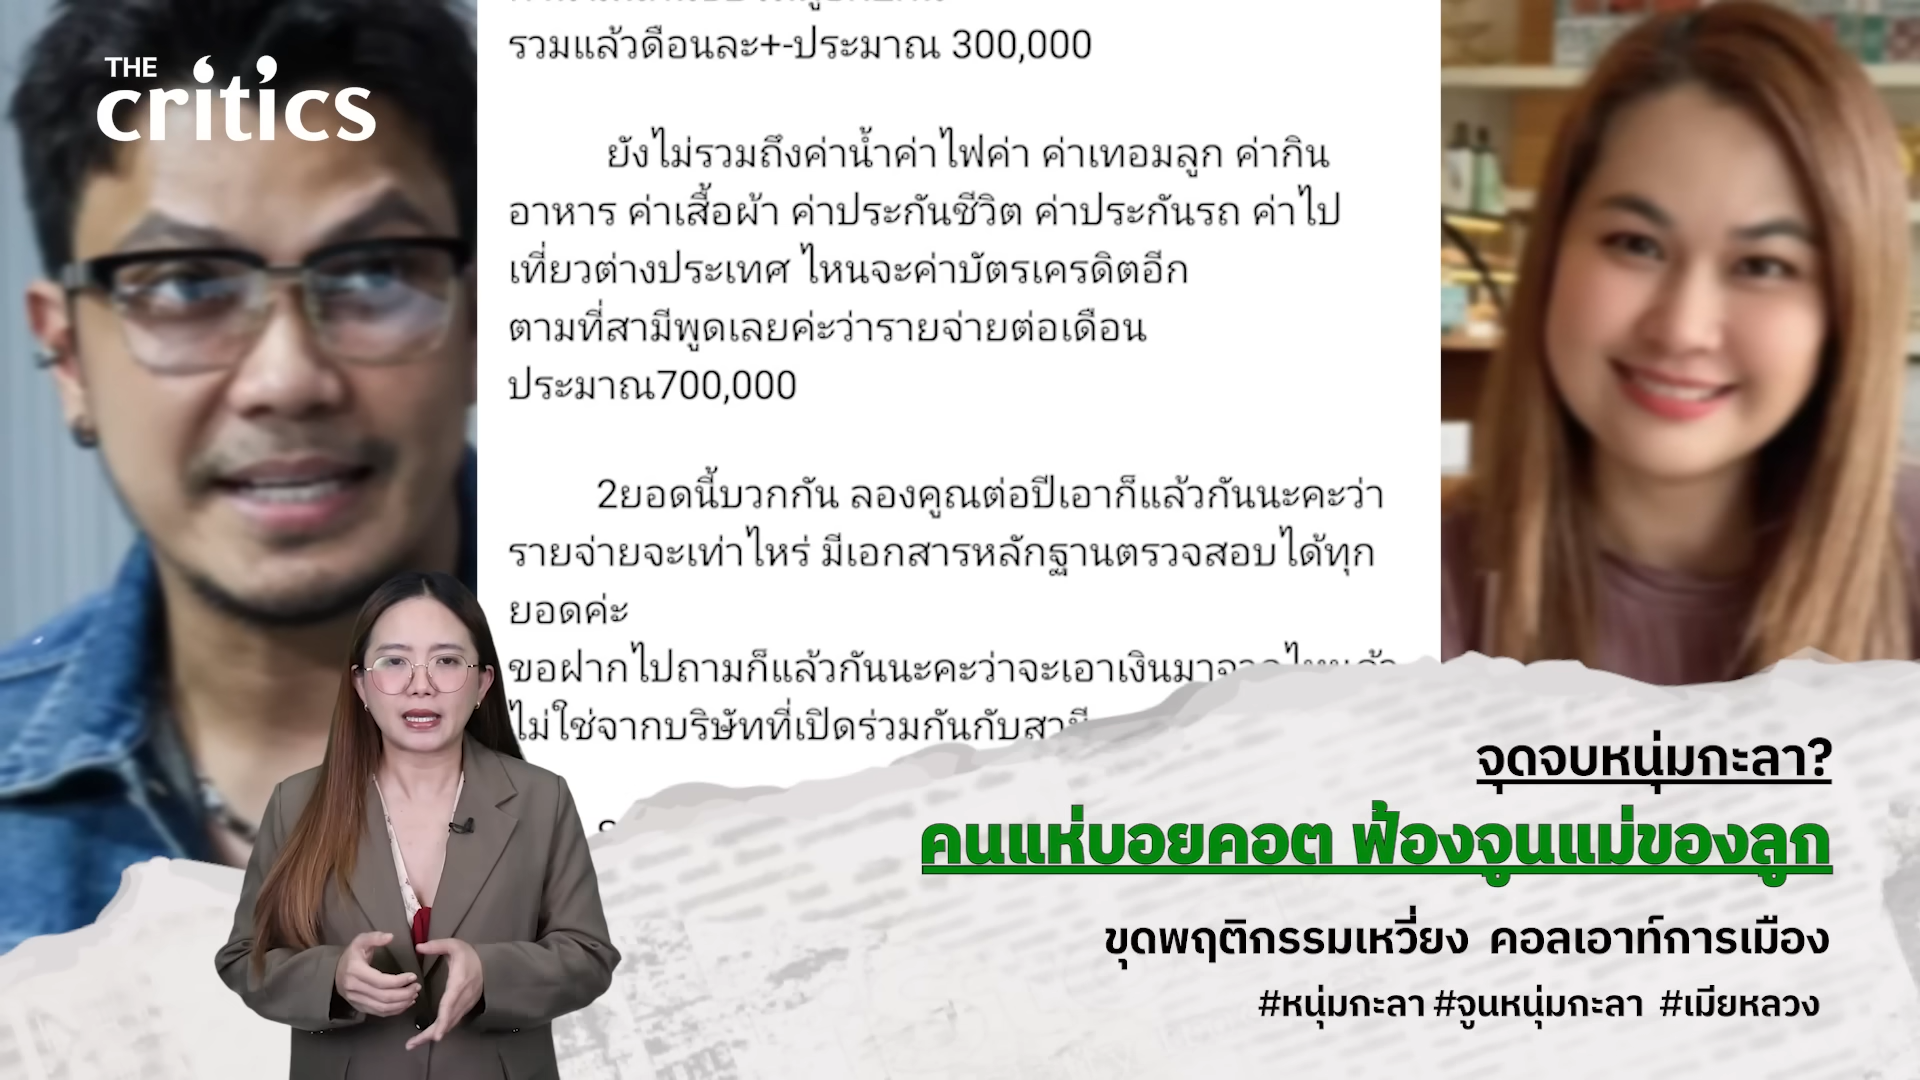 THE
critics
รวมแล้วดือนละ+-ประมาณ 300,000
ยังไม่รวมถึงค่าน้ำค่าไฟค่า ค่าเทอมลูก ค่ากิน
อาหาร ค่าเสื้อผ้า ค่าประกันชีวิต ค่าประกันรถ ค่าไป
เที่ยวต่างประเทศ ไหนจะค่าบัตรเครดิตอีก
ตามที่สามีพูดเลยค่ะว่ารายจ่ายต่อเดือน
ประมาณ700,000
2ยอดนี้บวกกัน ลองคูณต่อปีเอาก็แล้วกันนะคะว่า
รายจ่ายจะเท่าไหร่ มีเอกสารหลักฐานตรวจสอบได้ทุก
ยอดค่ะ
ขอฝากไปถามก็แล้วกันนะคะว่าจะเอาเงินมา
ไม่ใช่จากบริษัทที่เปิดร่วมกันกับสามี
จุดจบหนุ่มกะลา?
คนแห่บอยคอต ฟ้องจูนแม่ของลูก
ขุดพฤติกรรมเหวี่ยง คอลเอาท์การเมือง
#หนุ่มกะลา #จูนหนุ่มกะลา #เมียหลวง